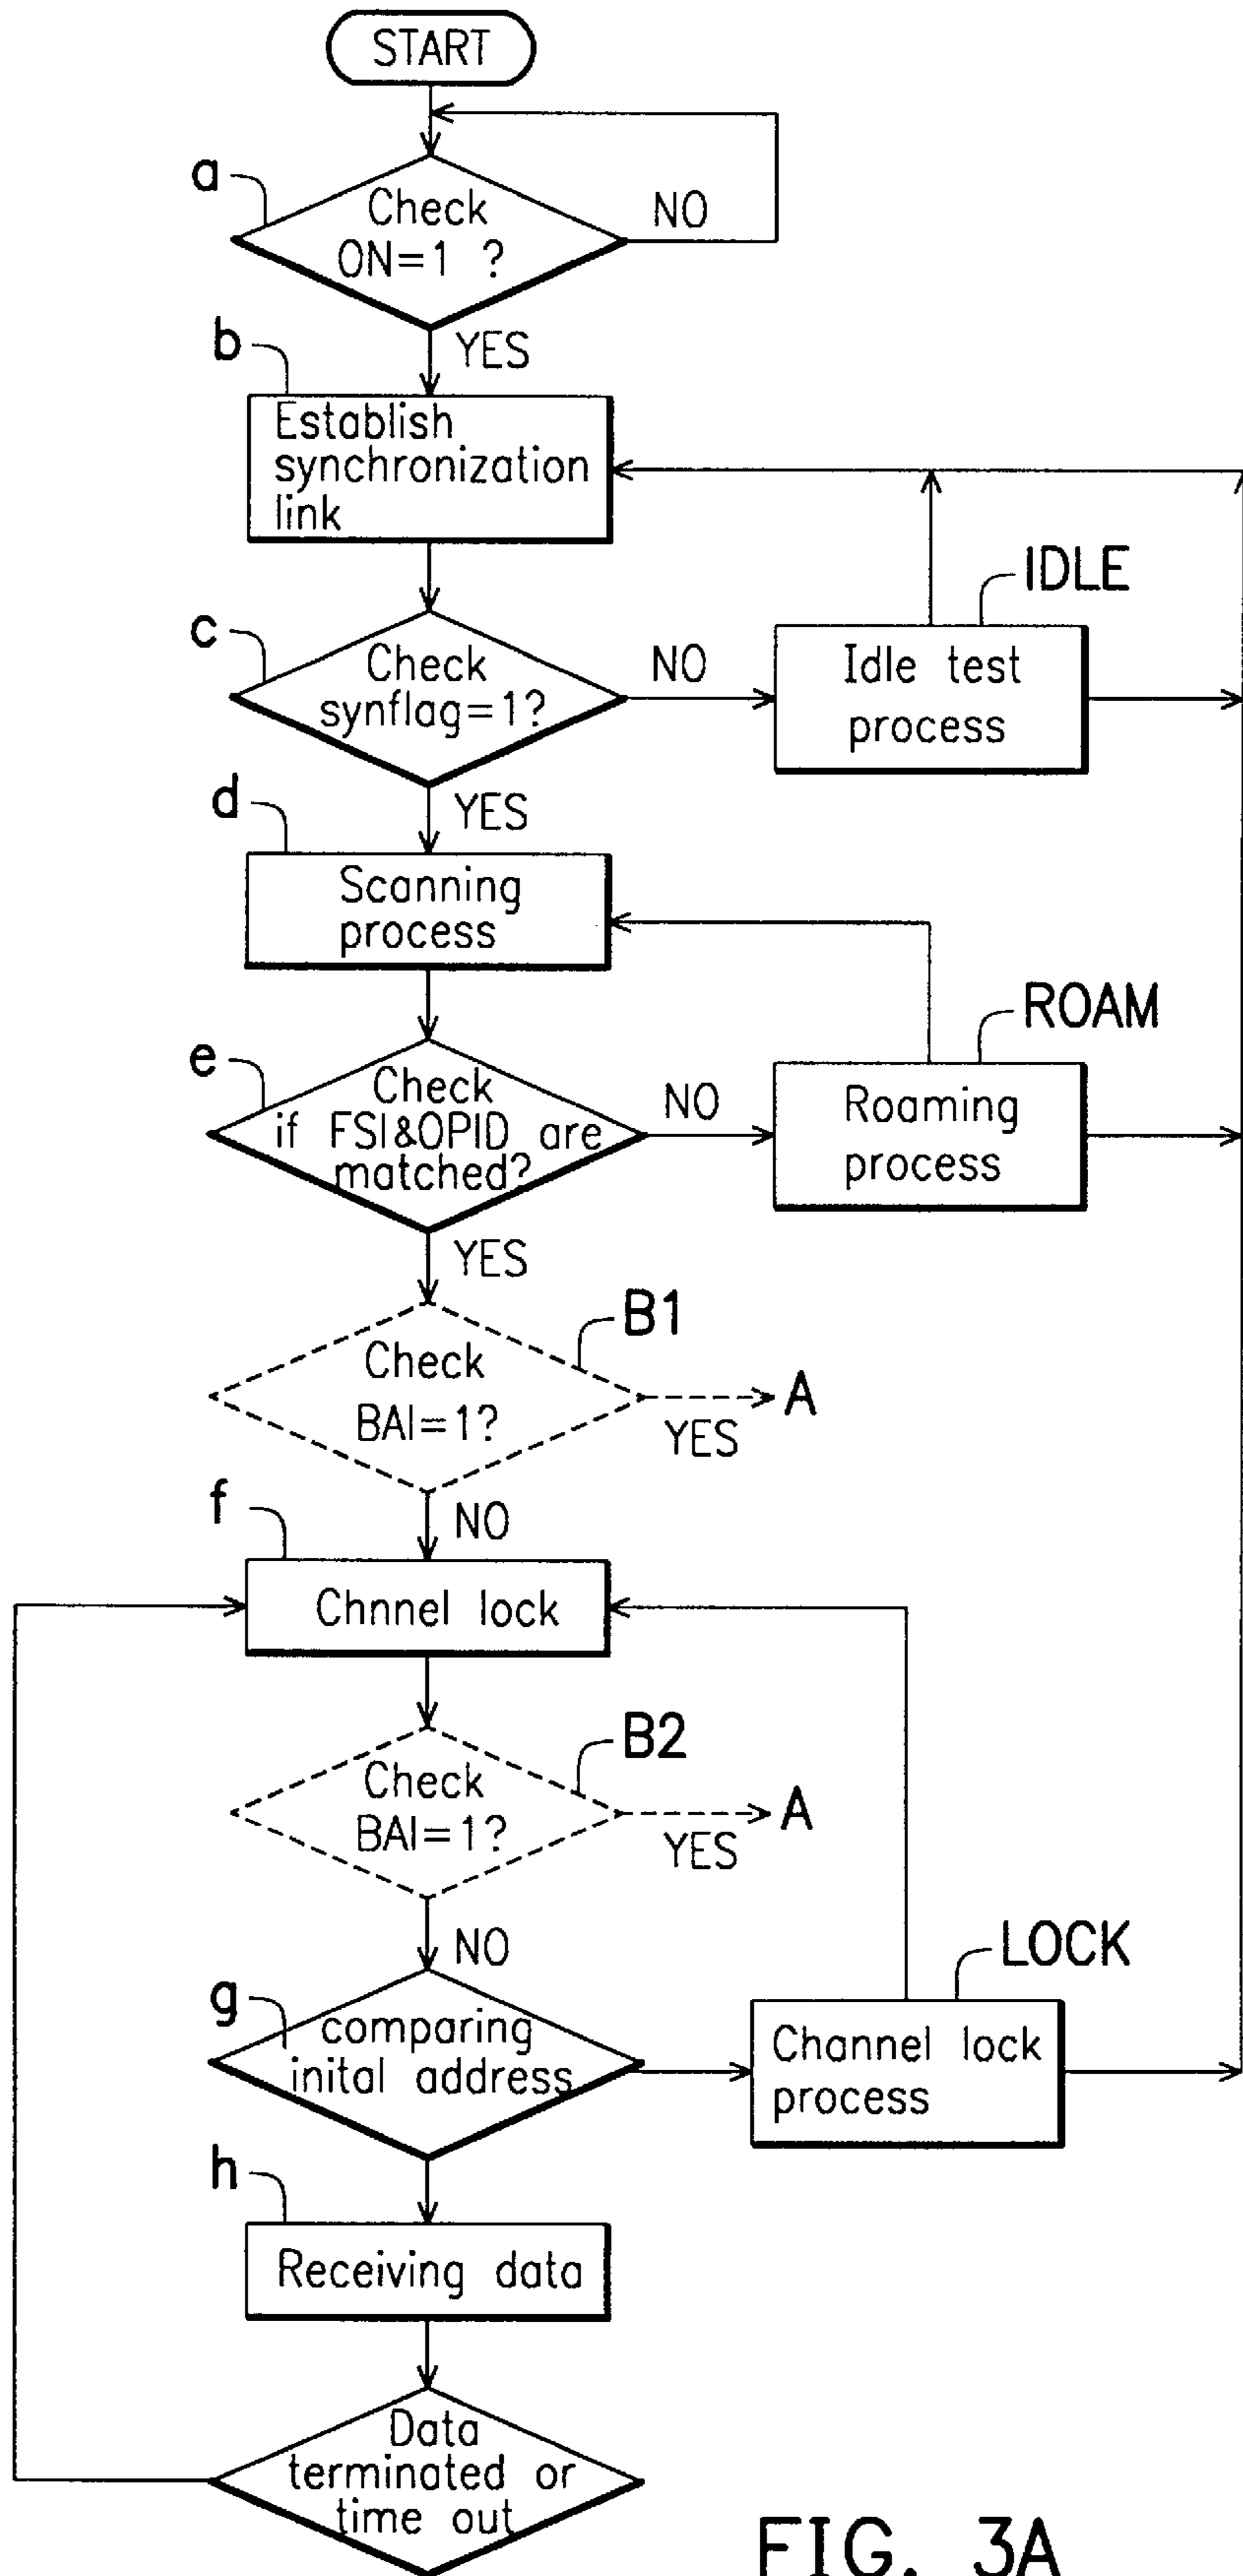 START
a
Check
ON=1 ?
NO
YES
b
Establish
synchronization
link
IDLE
c
Check
synflag=1?
NO
Idle test
process
YES
d
Scanning
process
ROAM
e
Check
if FSI&OPID are
matched?
NO
Roaming
process
YES
B1
Check
BAI=1?
A
YES
f
NO
Chnnel lock
B2
Check
BAI=1?
A
YES
NO
LOCK
g
comparing
inital address
Channel lock
process
h
Receiving data
Data
terminated or
time out
FIG. 3A